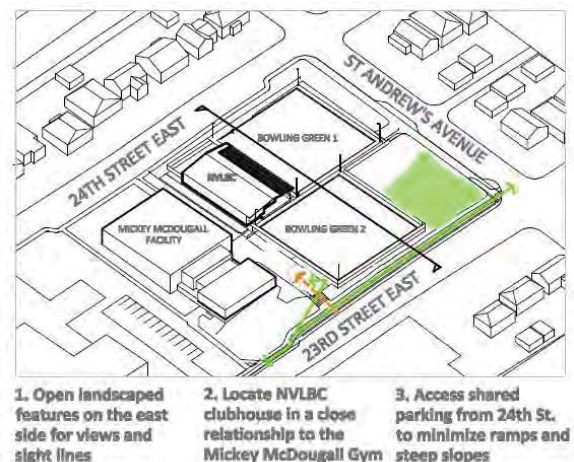 ST ANDREW'S AVENUE
24TH STREET EAST
BOWLING GREEN 1
NVLBC
MICKEY MCDOUGALL
FACILITY
BOWLING GREEN 2
23RD STREET EAST
1. Open landscaped
features on the east
side for views and
sight lines
2. Locate NVLBC
clubhouse in a close
relationship to the
Mickey McDougall Gym
3. Access shared
parking from 24th St.
to minimize ramps and
steep slopes